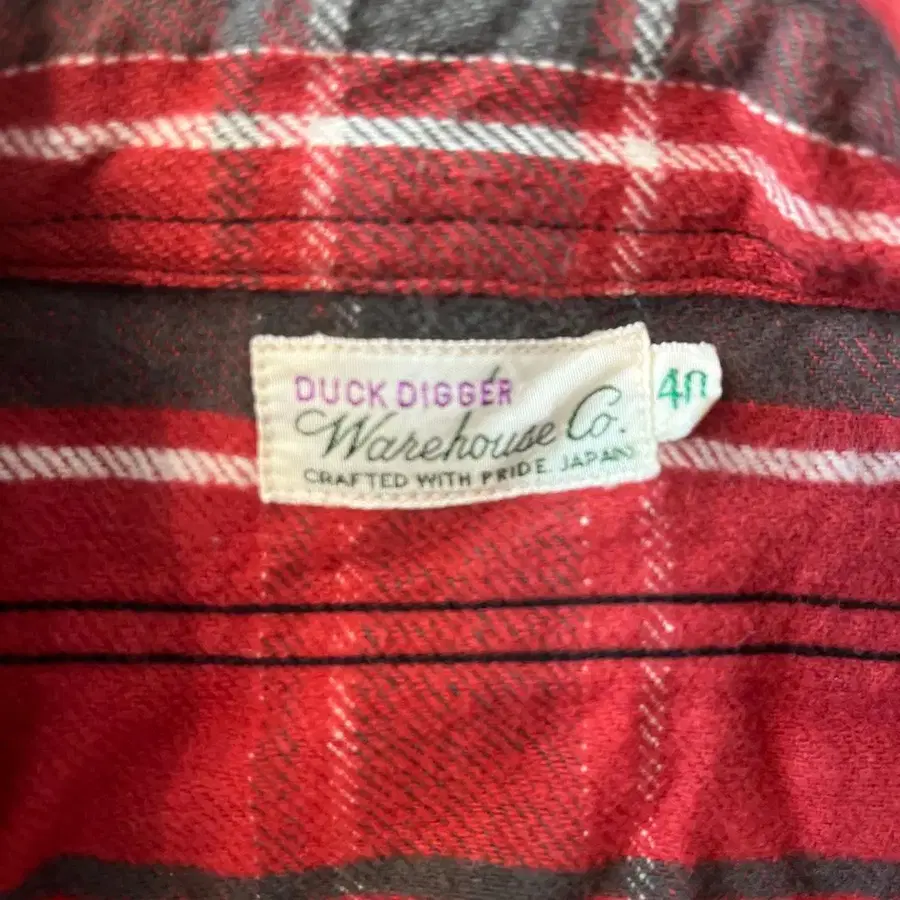 DUCK DIGGER
Warehouse Co.
CRAFTED WITH PRIDE. JAPAN
40